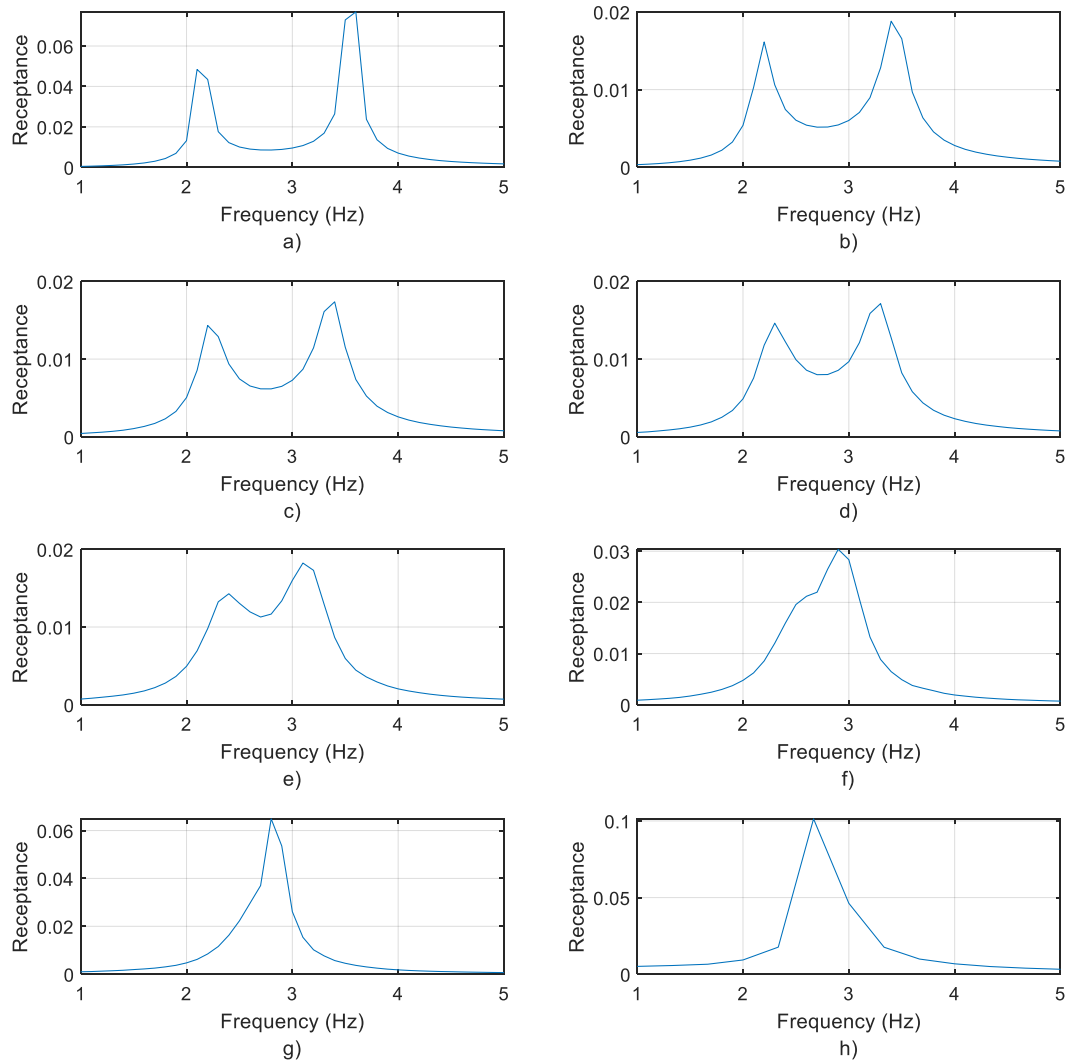 Receptance
0.06
0.04
0.02
0
1 2 3 4 5
Frequency (Hz)
a)
Receptance
0.02
0.01
0
1 2 3 4 5
Frequency (Hz)
b)
Receptance
0.02
0.01
0
1 2 3 4 5
Frequency (Hz)
c)
Receptance
0.02
0.01
0
1 2 3 4 5
Frequency (Hz)
d)
Receptance
0.02
0.01
0
1 2 3 4 5
Frequency (Hz)
e)
Receptance
0.03
0.02
0.01
0
1 2 3 4 5
Frequency (Hz)
f)
Receptance
0.06
0.04
0.02
0
1 2 3 4 5
Frequency (Hz)
g)
Receptance
0.1
0.05
0
1 2 3 4 5
Frequency (Hz)
h)